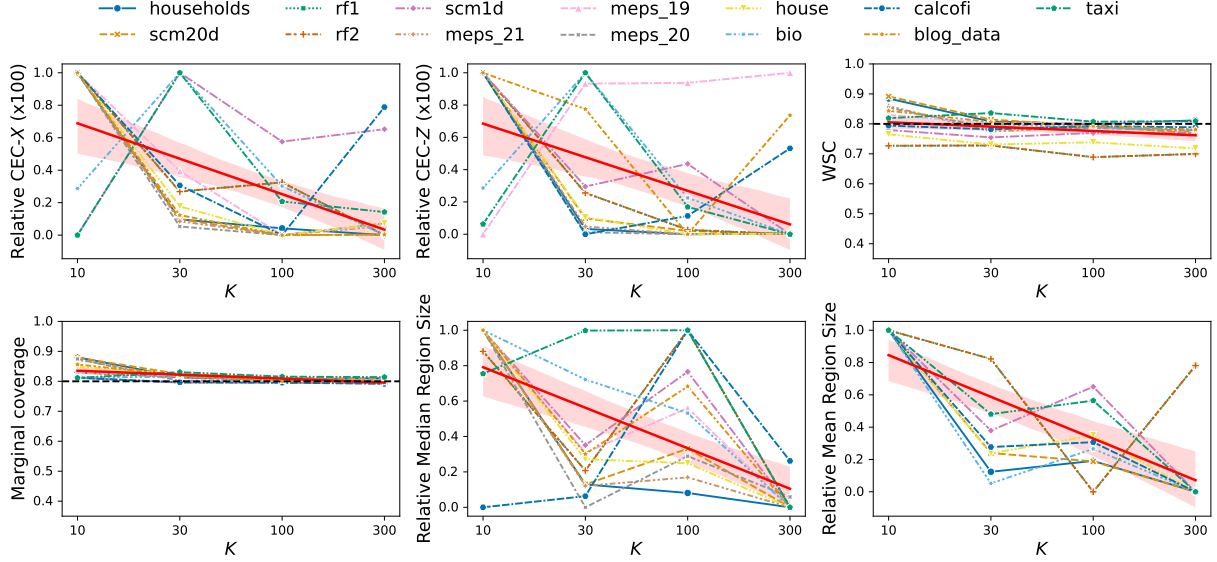 households rf1 scm1d meps_19 house calcofi taxi
scm20d rf2 meps_21 meps_20 bio blog_data
Relative CEC-X (x100)
1.0
0.8
0.6
0.4
0.2
0.0
10 30 100 300
K
Relative CEC-Z (x100)
1.0
0.8
0.6
0.4
0.2
0.0
10 30 100 300
K
WSC
1.0
0.9
0.8
0.7
0.6
0.5
0.4
10 30 100 300
K
Marginal coverage
1.0
0.9
0.8
0.7
0.6
0.5
0.4
10 30 100 300
K
Relative Median Region Size
1.0
0.8
0.6
0.4
0.2
0.0
10 30 100 300
K
Relative Mean Region Size
1.0
0.8
0.6
0.4
0.2
0.0
10 30 100 300
K